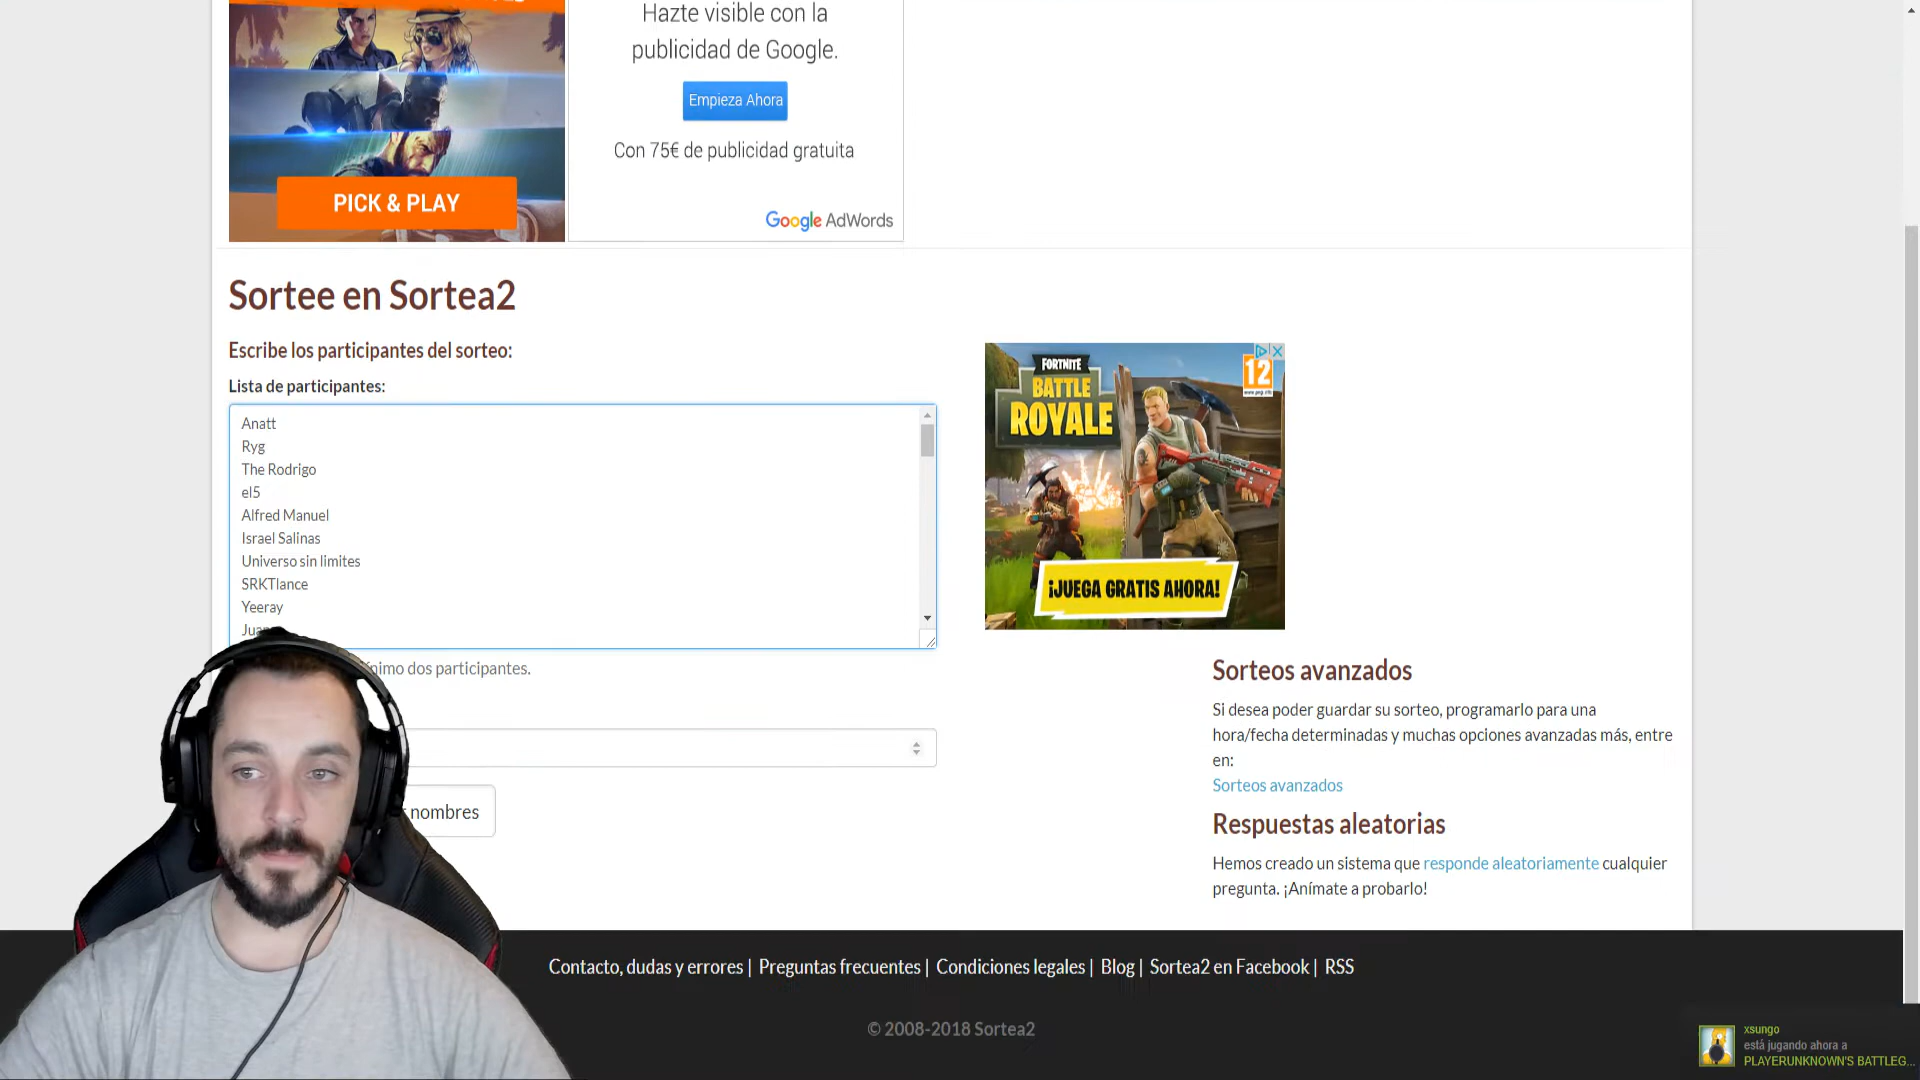 Hazte visible con la
publicidad de Google.
Empieza Ahora
Con 75€ de publicidad gratuita
PICK & PLAY
Google AdWords
Sortee en Sortea2
Escribe los participantes del sorteo:
Lista de participantes:
Anatt
Ryg
The Rodrigo
el5
Alfred Manuel
Israel Salinas
Universo sin limites
SRKTlance
Yeeray
dos participantes.
nombres
FORTNITE
BATTLE
ROYALE
12
www.pegi.info
¡JUEGA GRATIS AHORA!
Sorteos avanzados
Si desea poder guardar su sorteo, programarlo para una
hora/fecha determinadas y muchas opciones avanzadas más, entre
en:
Sorteos avanzados
Respuestas aleatorias
Hemos creado un sistema que responde aleatoriamente cualquier
pregunta. ¡Anímate a probarlo!
Contacto, dudas y errores | Preguntas frecuentes | Condiciones legales | Blog | Sortea2 en Facebook | RSS
© 2008-2018 Sortea2
xsungo
está jugando ahora a
PLAYERUNKNOWN'S BATTLEG...